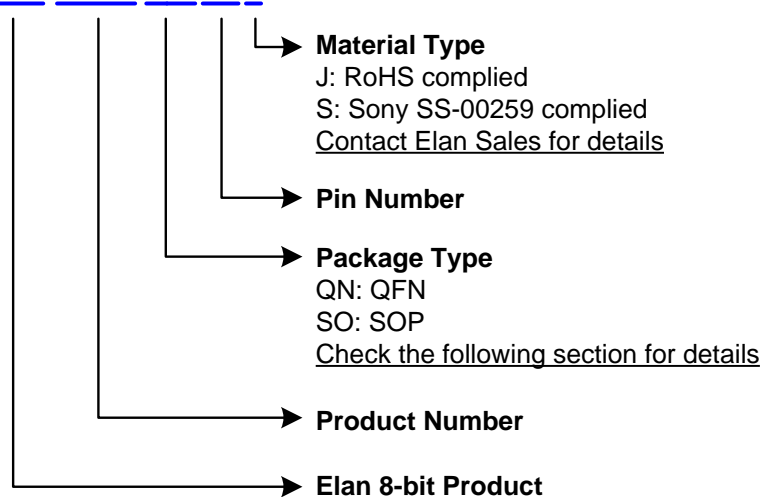 Material Type
J: RoHS complied
S: Sony SS-00259 complied
Contact Elan Sales for details
Pin Number
Package Type
QN: QFN
SO: SOP
Check the following section for details
Product Number
Elan 8-bit Product